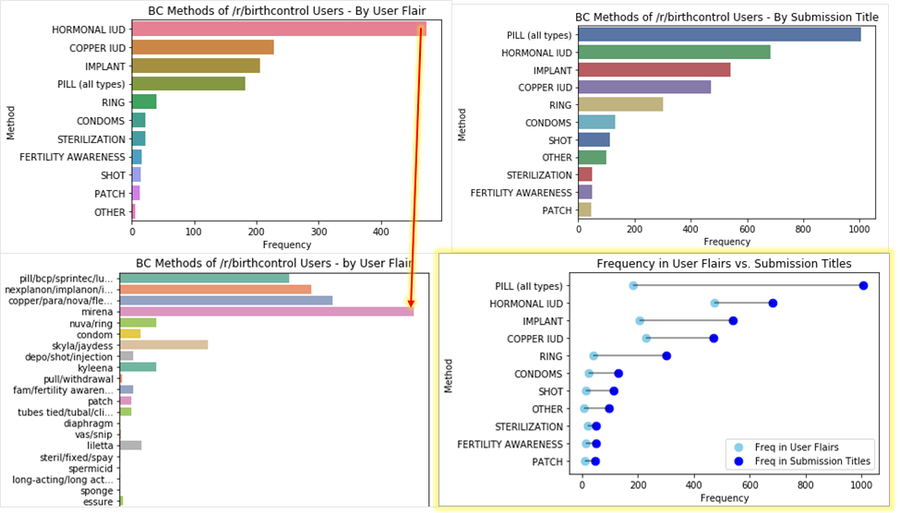 BC Methods of /r/birthcontrol Users - By User Flair
Method
HORMONAL IUD
COPPER IUD
IMPLANT
PILL (all types)
RING
CONDOMS
STERILIZATION
FERTILITY AWARENESS
SHOT
PATCH
OTHER
0 100 200 300 400
Frequency
BC Methods of /r/birthcontrol Users - By Submission Title
Method
PILL (all types)
HORMONAL IUD
IMPLANT
COPPER IUD
RING
CONDOMS
SHOT
OTHER
STERILIZATION
FERTILITY AWARENESS
PATCH
0 200 400 600 800 1000
Frequency
BC Methods of /r/birthcontrol Users - by User Flair
pill/bcp/sprintec/lu...
nexplanon/implanon/i...
copper/para/nova/fle...
mirena
nuva/ring
condom
skyla/jaydess
depo/shot/injection
kyleena
pull/withdrawal
fam/fertility awaren...
patch
tubes tied/tubal/cli...
diaphragm
vas/snip
liletta
steril/fixed/spay
spermicid
long-acting/long act...
sponge
essure
Frequency in User Flairs vs. Submission Titles
Method
PILL (all types)
HORMONAL IUD
IMPLANT
COPPER IUD
RING
CONDOMS
SHOT
OTHER
STERILIZATION
FERTILITY AWARENESS
PATCH
Freq in User Flairs
Freq in Submission Titles
0 200 400 600 800 1000
Frequency